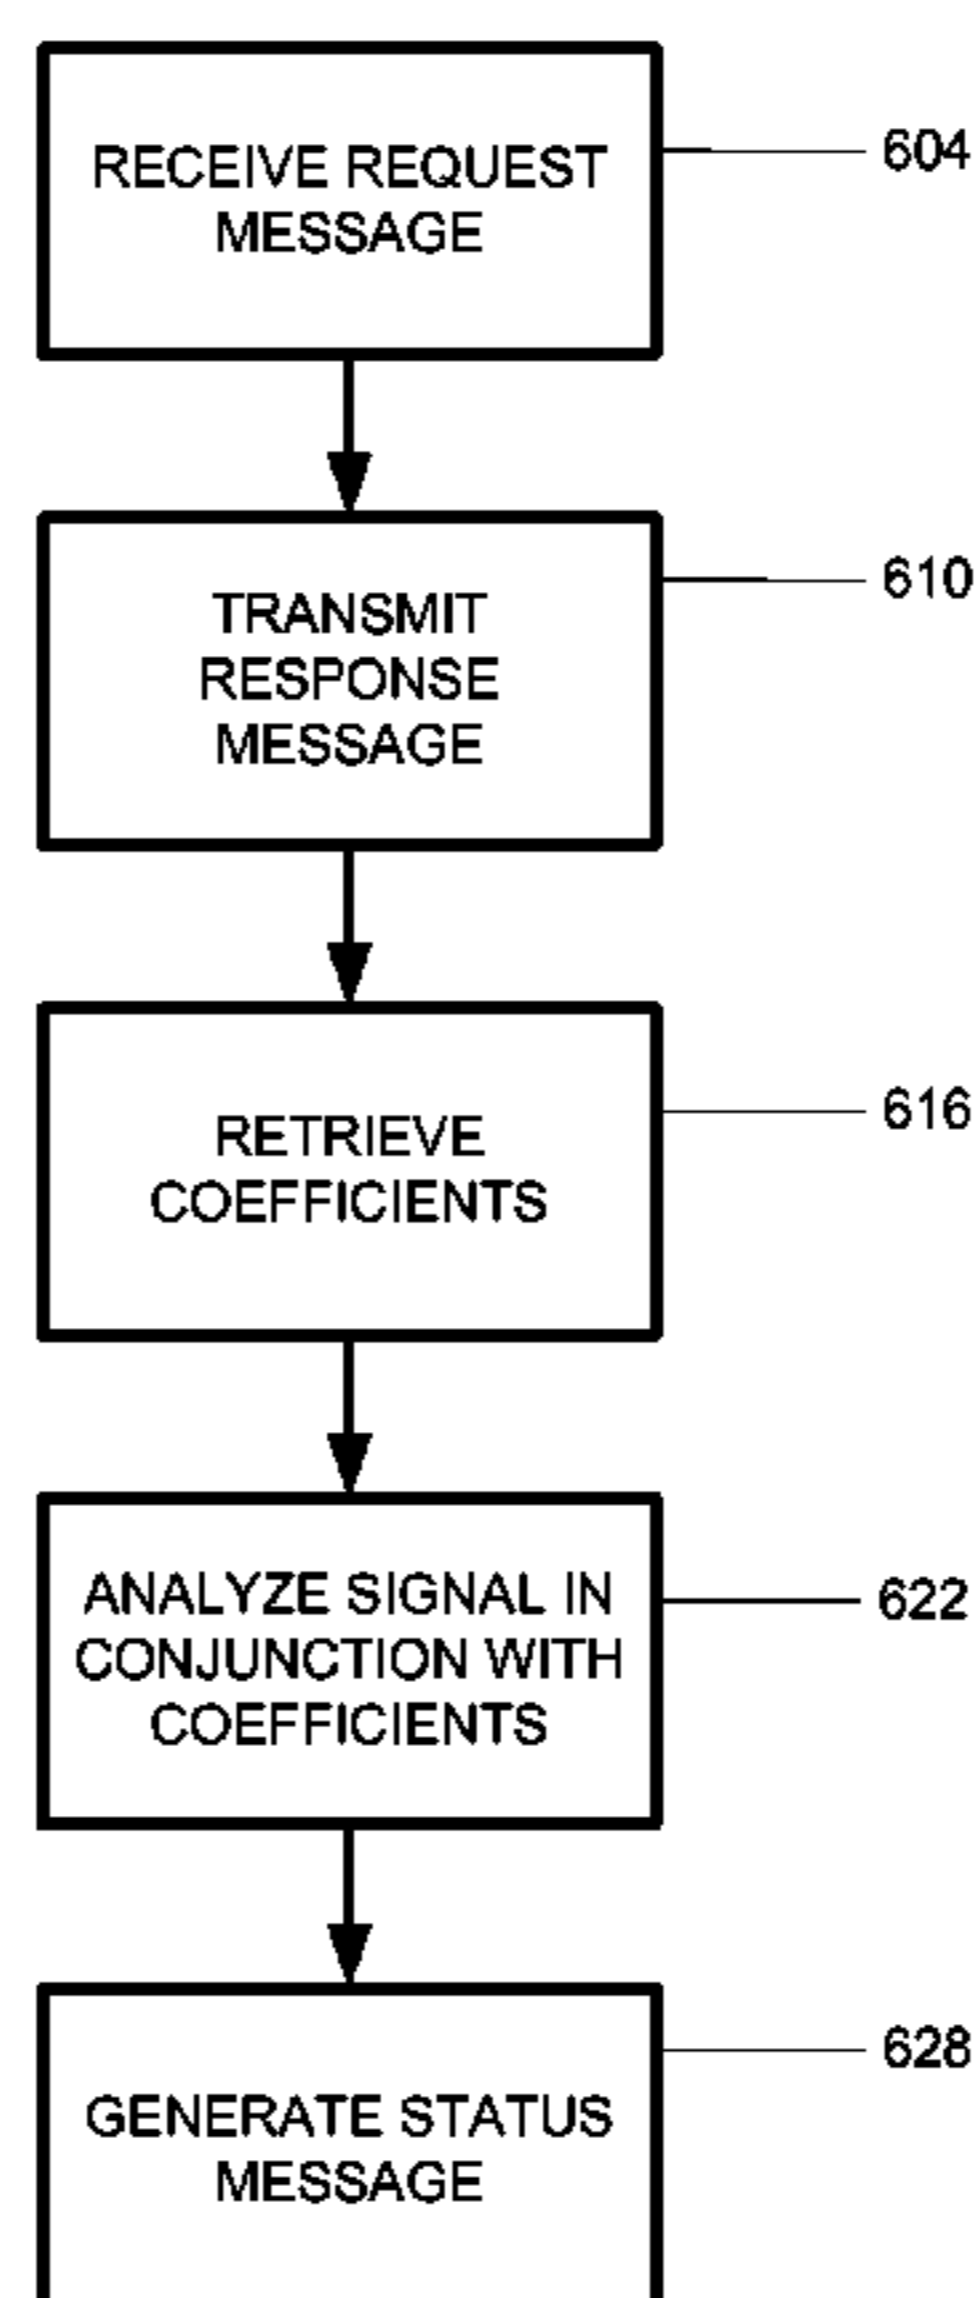 RECEIVE REQUEST
MESSAGE
604
TRANSMIT
RESPONSE
MESSAGE
610
RETRIEVE
COEFFICIENTS
616
ANALYZE SIGNAL IN
CONJUNCTION WITH
COEFFICIENTS
622
GENERATE STATUS
MESSAGE
628